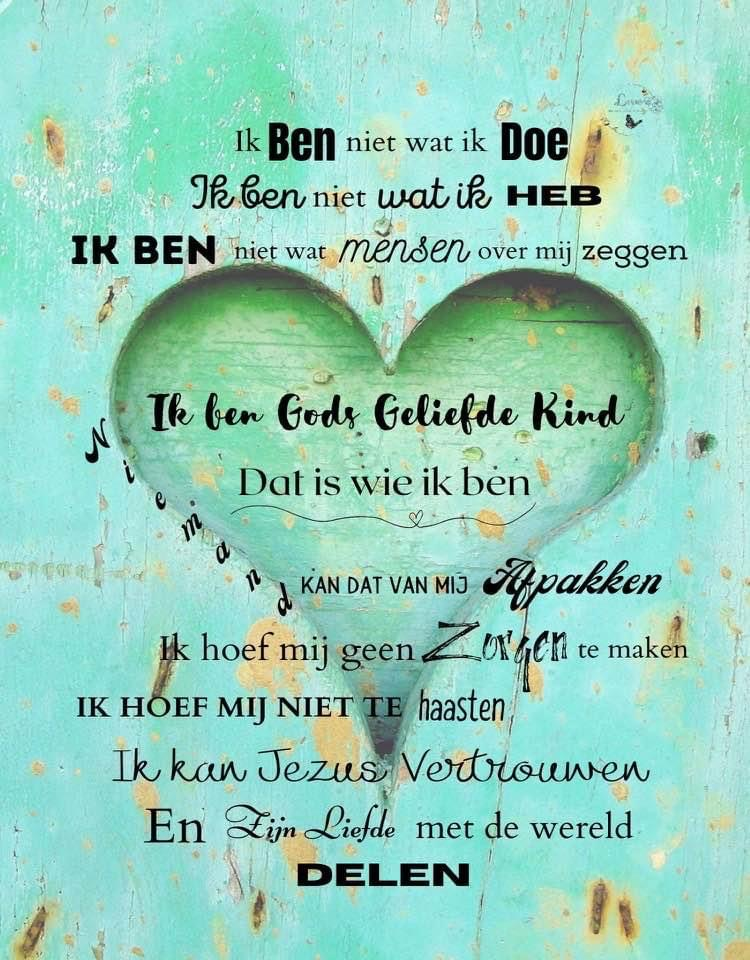 Ik Ben niet wat ik Doe
Ik ben niet wat ik HEB
IK BEN niet wat mensen over mij zeggen
Ik ben Gods Geliefde Kind
Dat is wie ik ben
Niemand KAN DAT VAN MIJ Afpakken
Ik hoef mij geen Zorgen te maken
IK HOEF MIJ NIET TE haasten
Ik kan Jezus Vertrouwen
En Zijn Liefde met de wereld
DELEN